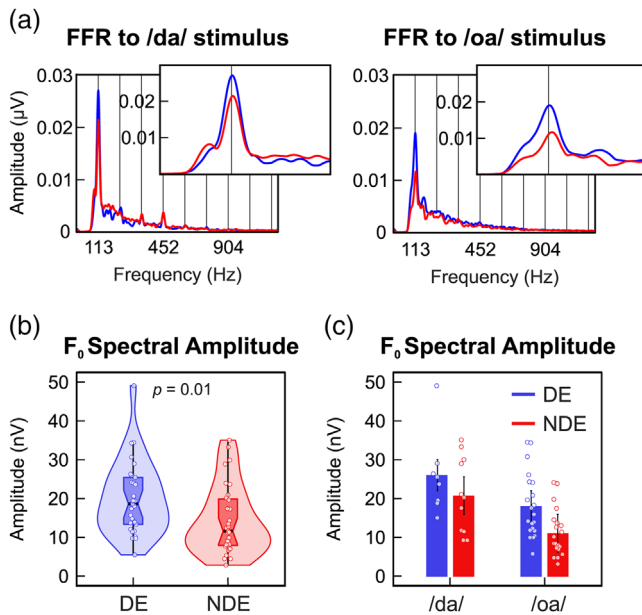 (a)
FFR to /da/ stimulus
FFR to /oa/ stimulus
Amplitude (µV)
0.03
0.02
0.01
0
0.02
0.01
113 452 904
Frequency (Hz)
0.03
0.02
0.01
0
0.02
0.01
113 452 904
Frequency (Hz)
(b)
F0 Spectral Amplitude
Amplitude (nV)
50
40
30
20
10
0
p = 0.01
DE NDE
(c)
F0 Spectral Amplitude
Amplitude (nV)
50
40
30
20
10
0
DE
NDE
/da/ /oa/